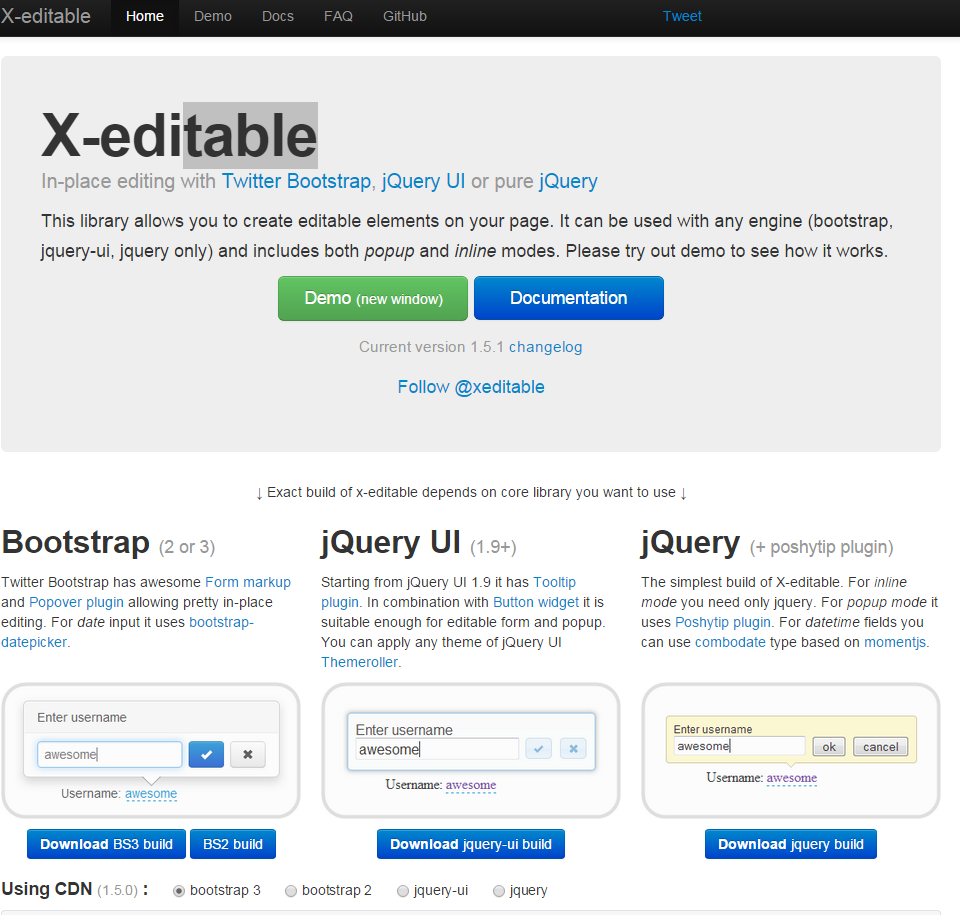 X-editable Home Demo Docs FAQ GitHub Tweet
X-editable
In-place editing with Twitter Bootstrap, jQuery UI or pure jQuery
This library allows you to create editable elements on your page. It can be used with any engine (bootstrap,
jquery-ui, jquery only) and includes both popup and inline modes. Please try out demo to see how it works.
Demo (new window) Documentation
Current version 1.5.1 changelog
Follow @xeditable
↓ Exact build of x-editable depends on core library you want to use ↓
Bootstrap (2 or 3)
Twitter Bootstrap has awesome Form markup
and Popover plugin allowing pretty in-place
editing. For date input it uses bootstrap-
datepicker.
Enter username
awesome
Username: awesome
Download BS3 build BS2 build
jQuery UI (1.9+)
Starting from jQuery UI 1.9 it has Tooltip
plugin. In combination with Button widget it is
suitable enough for editable form and popup.
You can apply any theme of jQuery UI
Themeroller.
Enter username
awesome
Username: awesome
Download jquery-ui build
jQuery (+ poshytip plugin)
The simplest build of X-editable. For inline
mode you need only jquery. For popup mode it
uses Poshytip plugin. For datetime fields you
can use combodate type based on momentjs.
Enter username
awesome ok cancel
Username: awesome
Download jquery build
Using CDN (1.5.0) : bootstrap 3 bootstrap 2 jquery-ui jquery